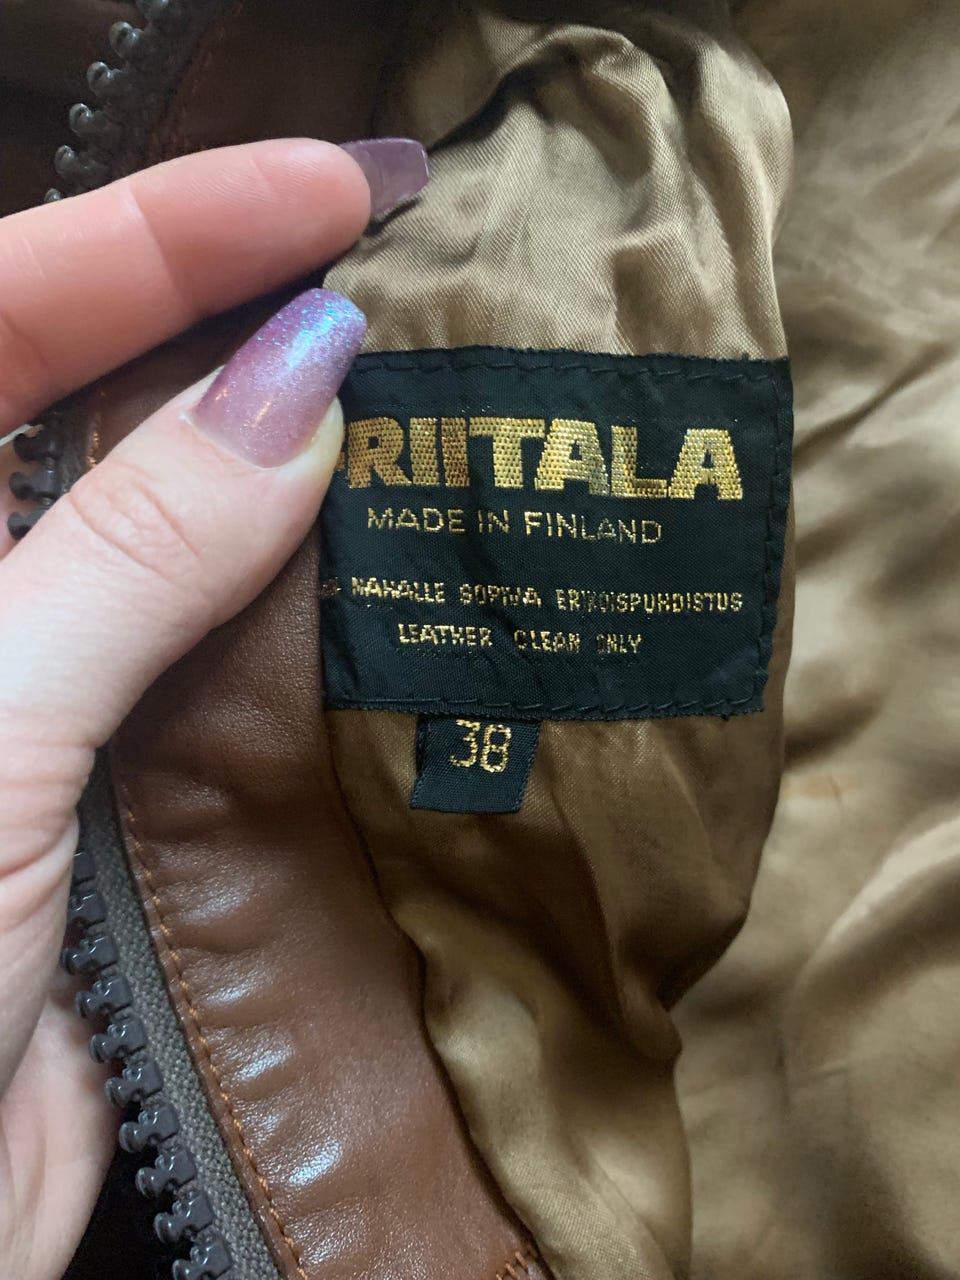 FRIITALA
MADE IN FINLAND
NAHALLE SOPIVA ERIKOISPUHDISTUS
LEATHER CLEAN ONLY
38